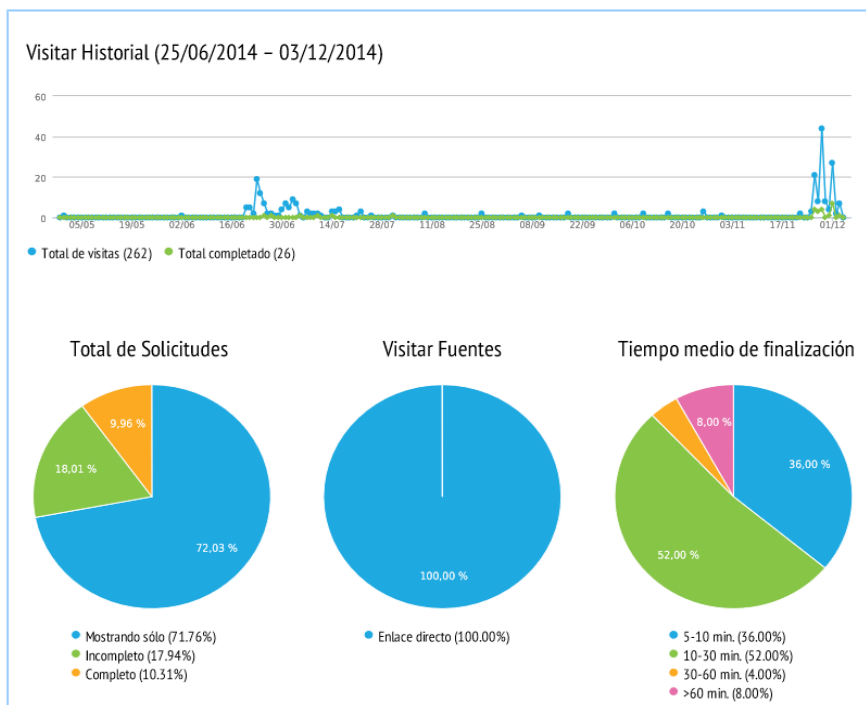 Visitar Historial (25/06/2014 – 03/12/2014)
60
40
20
0
05/05 19/05 02/06 16/06 30/06 14/07 28/07 11/08 25/08 08/09 22/09 06/10 20/10 03/11 17/11 01/12
Total de visitas (262) Total completado (26)
Total de Solicitudes
9,96 %
18,01 %
72,03 %
Mostrando sólo (71.76%)
Incompleto (17.94%)
Completo (10.31%)
Visitar Fuentes
100,00 %
Enlace directo (100.00%)
Tiempo medio de finalización
8,00 %
36,00 %
52,00 %
5-10 min. (36.00%)
10-30 min. (52.00%)
30-60 min. (4.00%)
>60 min. (8.00%)